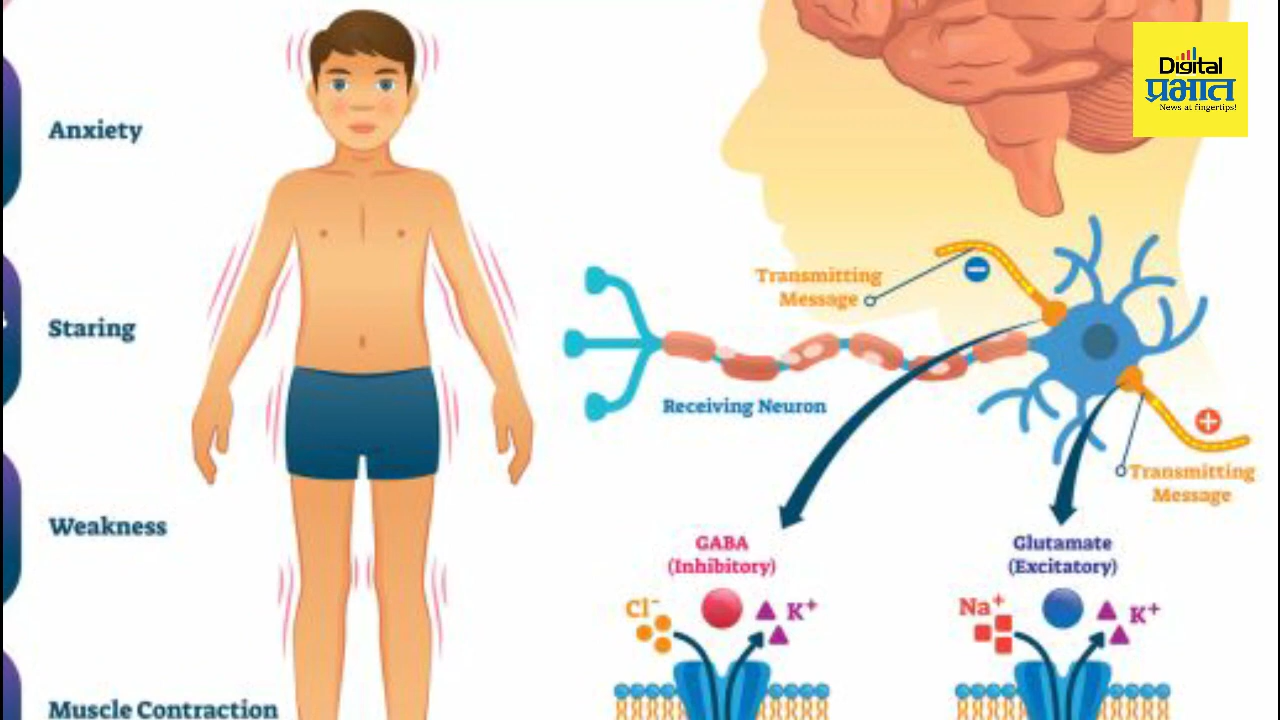 Anxiety
Staring
Weakness
Muscle Contraction
Digital
प्रभात
News at fingertips!
Transmitting
Message
Receiving Neuron
Transmitting
Message
GABA
(Inhibitory)
Cl⁻
K⁺
Glutamate
(Excitatory)
Na⁺
K⁺